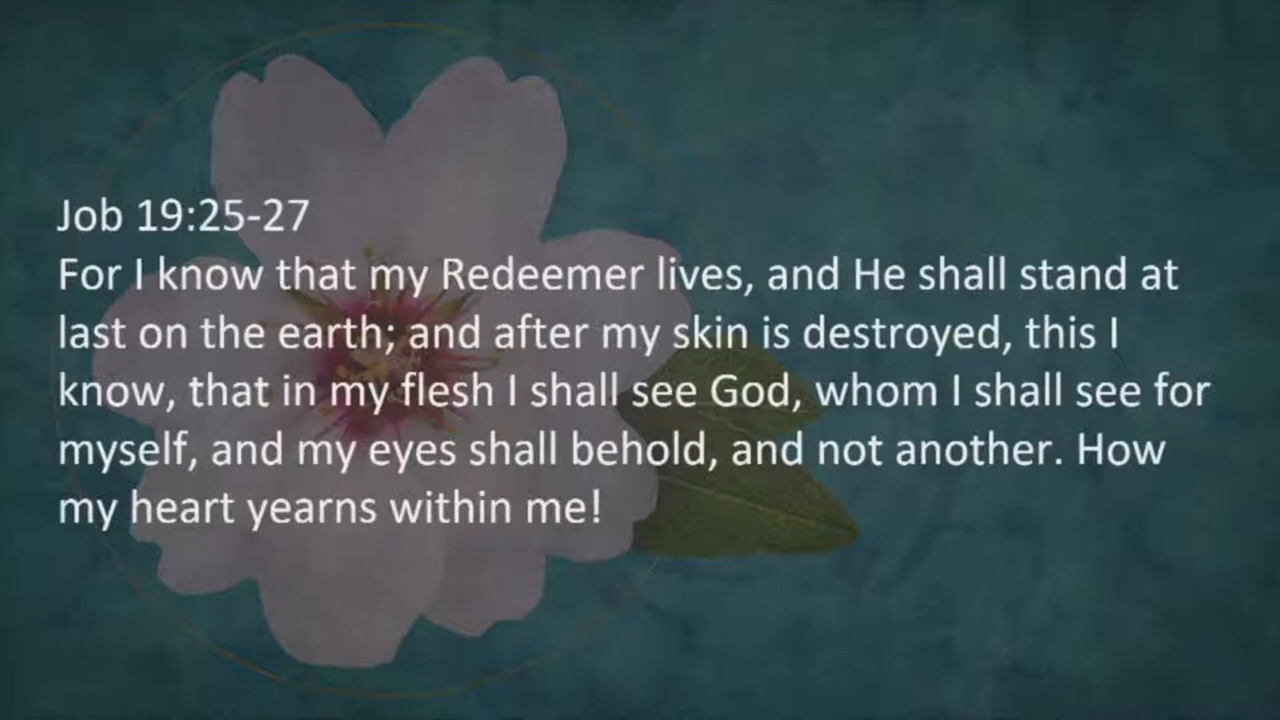 Job 19:25-27
For I know that my Redeemer lives, and He shall stand at
last on the earth; and after my skin is destroyed, this I
know, that in my flesh I shall see God, whom I shall see for
myself, and my eyes shall behold, and not another. How
my heart yearns within me!